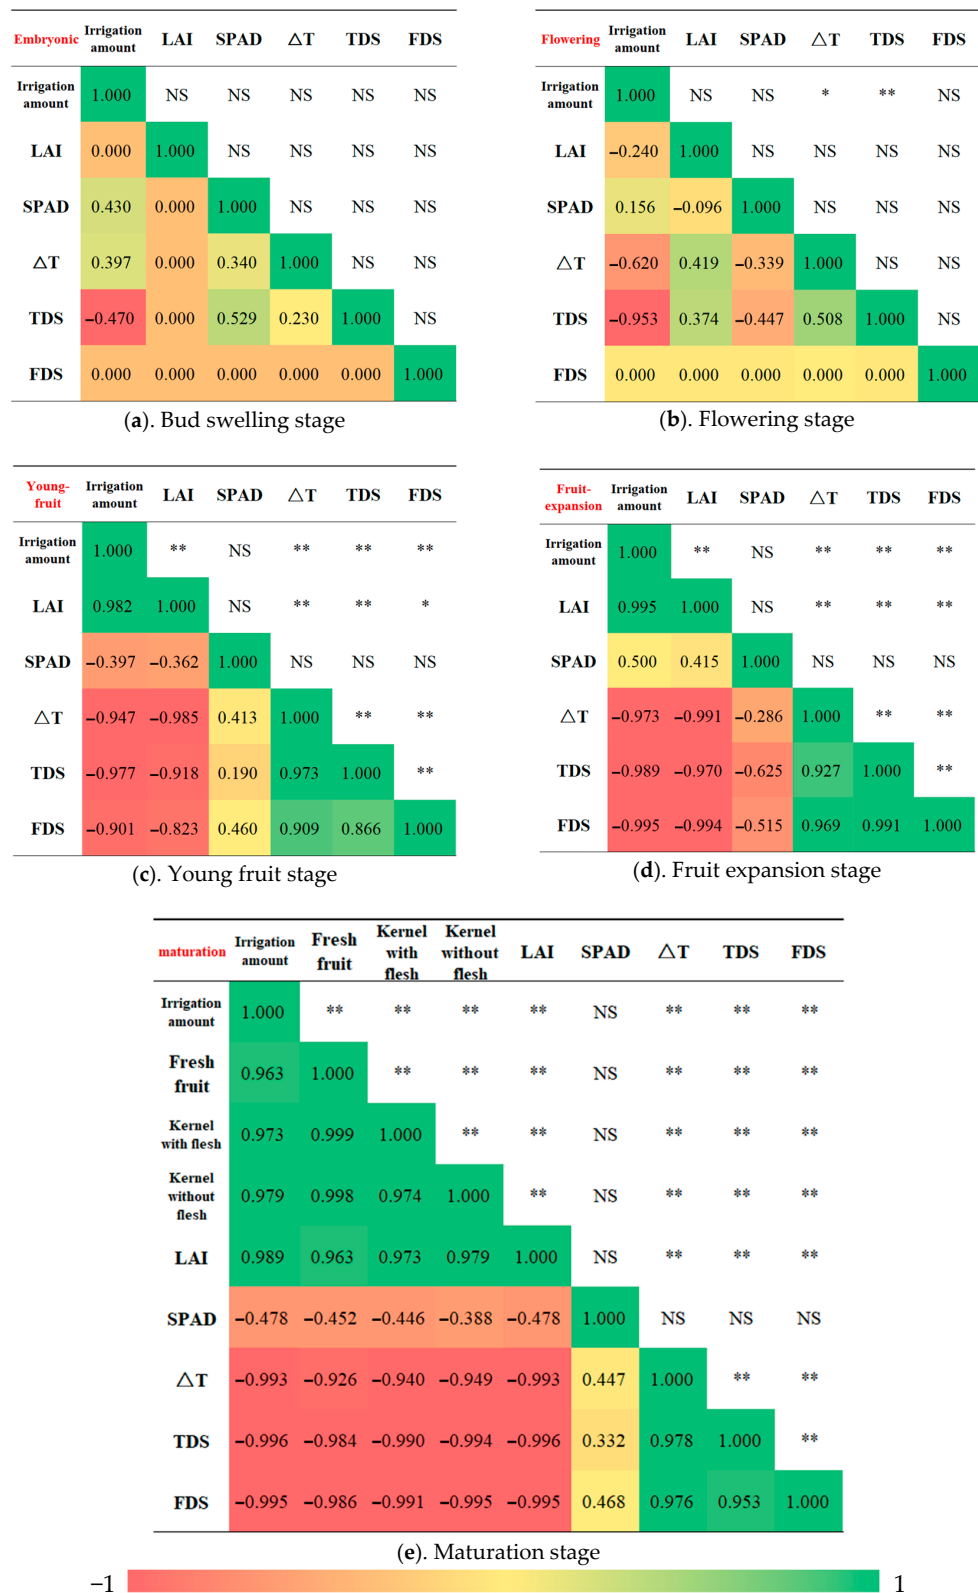 Embryonic Irrigation amount LAI SPAD △T TDS FDS
Irrigation amount 1.000 NS NS NS NS NS
LAI 0.000 1.000 NS NS NS NS
SPAD 0.430 0.000 1.000 NS NS NS
△T 0.397 0.000 0.340 1.000 NS NS
TDS −0.470 0.000 0.529 0.230 1.000 NS
FDS 0.000 0.000 0.000 0.000 0.000 1.000
(a). Bud swelling stage
Flowering Irrigation amount LAI SPAD △T TDS FDS
Irrigation amount 1.000 NS NS * ** NS
LAI −0.240 1.000 NS NS NS NS
SPAD 0.156 −0.096 1.000 NS NS NS
△T −0.620 0.419 −0.339 1.000 NS NS
TDS −0.953 0.374 −0.447 0.508 1.000 NS
FDS 0.000 0.000 0.000 0.000 0.000 1.000
(b). Flowering stage
Young-fruit Irrigation amount LAI SPAD △T TDS FDS
Irrigation amount 1.000 ** NS ** ** **
LAI 0.982 1.000 NS ** ** *
SPAD −0.397 −0.362 1.000 NS NS NS
△T −0.947 −0.985 0.413 1.000 ** **
TDS −0.977 −0.918 0.190 0.973 1.000 **
FDS −0.901 −0.823 0.460 0.909 0.866 1.000
(c). Young fruit stage
Fruit-expansion Irrigation amount LAI SPAD △T TDS FDS
Irrigation amount 1.000 ** NS ** ** **
LAI 0.995 1.000 NS ** ** **
SPAD 0.500 0.415 1.000 NS NS NS
△T −0.973 −0.991 −0.286 1.000 ** **
TDS −0.989 −0.970 −0.625 0.927 1.000 **
FDS −0.995 −0.994 −0.515 0.969 0.991 1.000
(d). Fruit expansion stage
maturation Irrigation amount Fresh fruit Kernel with flesh Kernel without flesh LAI SPAD △T TDS FDS
Irrigation amount 1.000 ** ** ** ** NS ** ** **
Fresh fruit 0.963 1.000 ** ** ** NS ** ** **
Kernel with flesh 0.973 0.999 1.000 ** ** NS ** ** **
Kernel without flesh 0.979 0.998 0.974 1.000 ** NS ** ** **
LAI 0.989 0.963 0.973 0.979 1.000 NS ** ** **
SPAD −0.478 −0.452 −0.446 −0.388 −0.478 1.000 NS NS NS
△T −0.993 −0.926 −0.940 −0.949 −0.993 0.447 1.000 ** **
TDS −0.996 −0.984 −0.990 −0.994 −0.996 0.332 0.978 1.000 **
FDS −0.995 −0.986 −0.991 −0.995 −0.995 0.468 0.976 0.953 1.000
(e). Maturation stage
−1 1